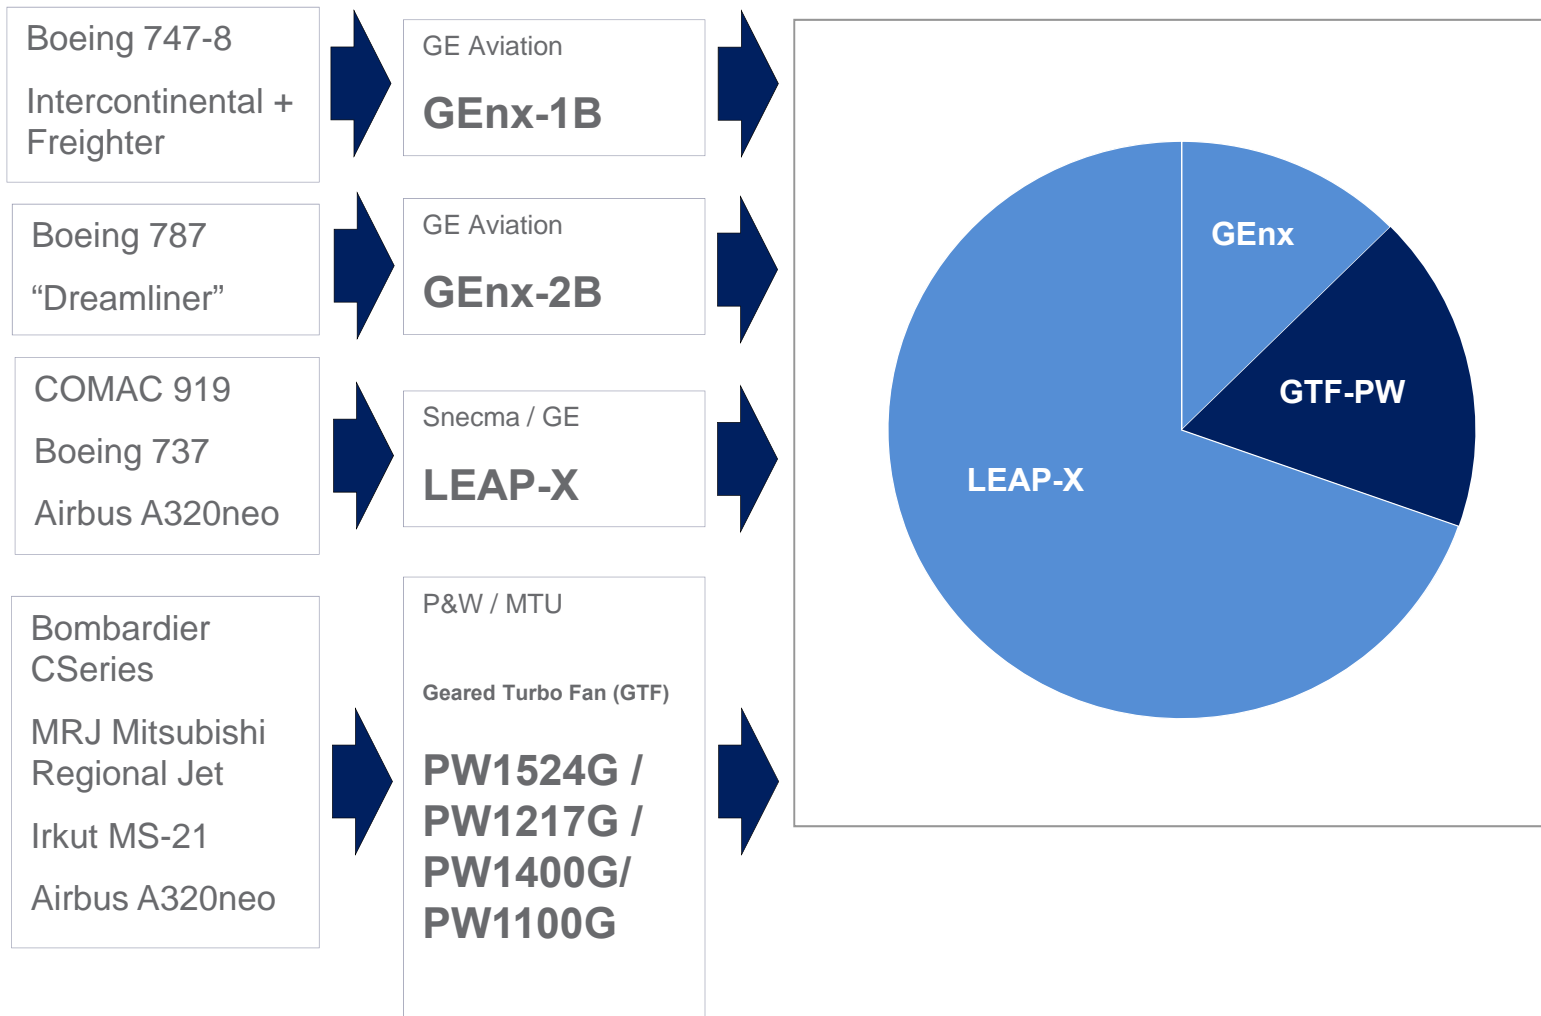 Boeing 747-8
Intercontinental +
Freighter
GE Aviation
GEnx-1B
Boeing 787
“Dreamliner”
GE Aviation
GEnx-2B
COMAC 919
Boeing 737
Airbus A320neo
Snecma / GE
LEAP-X
Bombardier
CSeries
MRJ Mitsubishi
Regional Jet
Irkut MS-21
Airbus A320neo
P&W / MTU
Geared Turbo Fan (GTF)
PW1524G /
PW1217G /
PW1400G/
PW1100G
GEnx
GTF-PW
LEAP-X